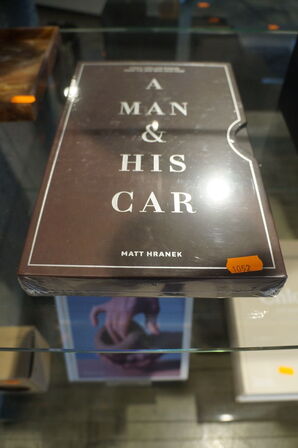 A
MAN
&
HIS
CAR
MATT HRANEK
1052